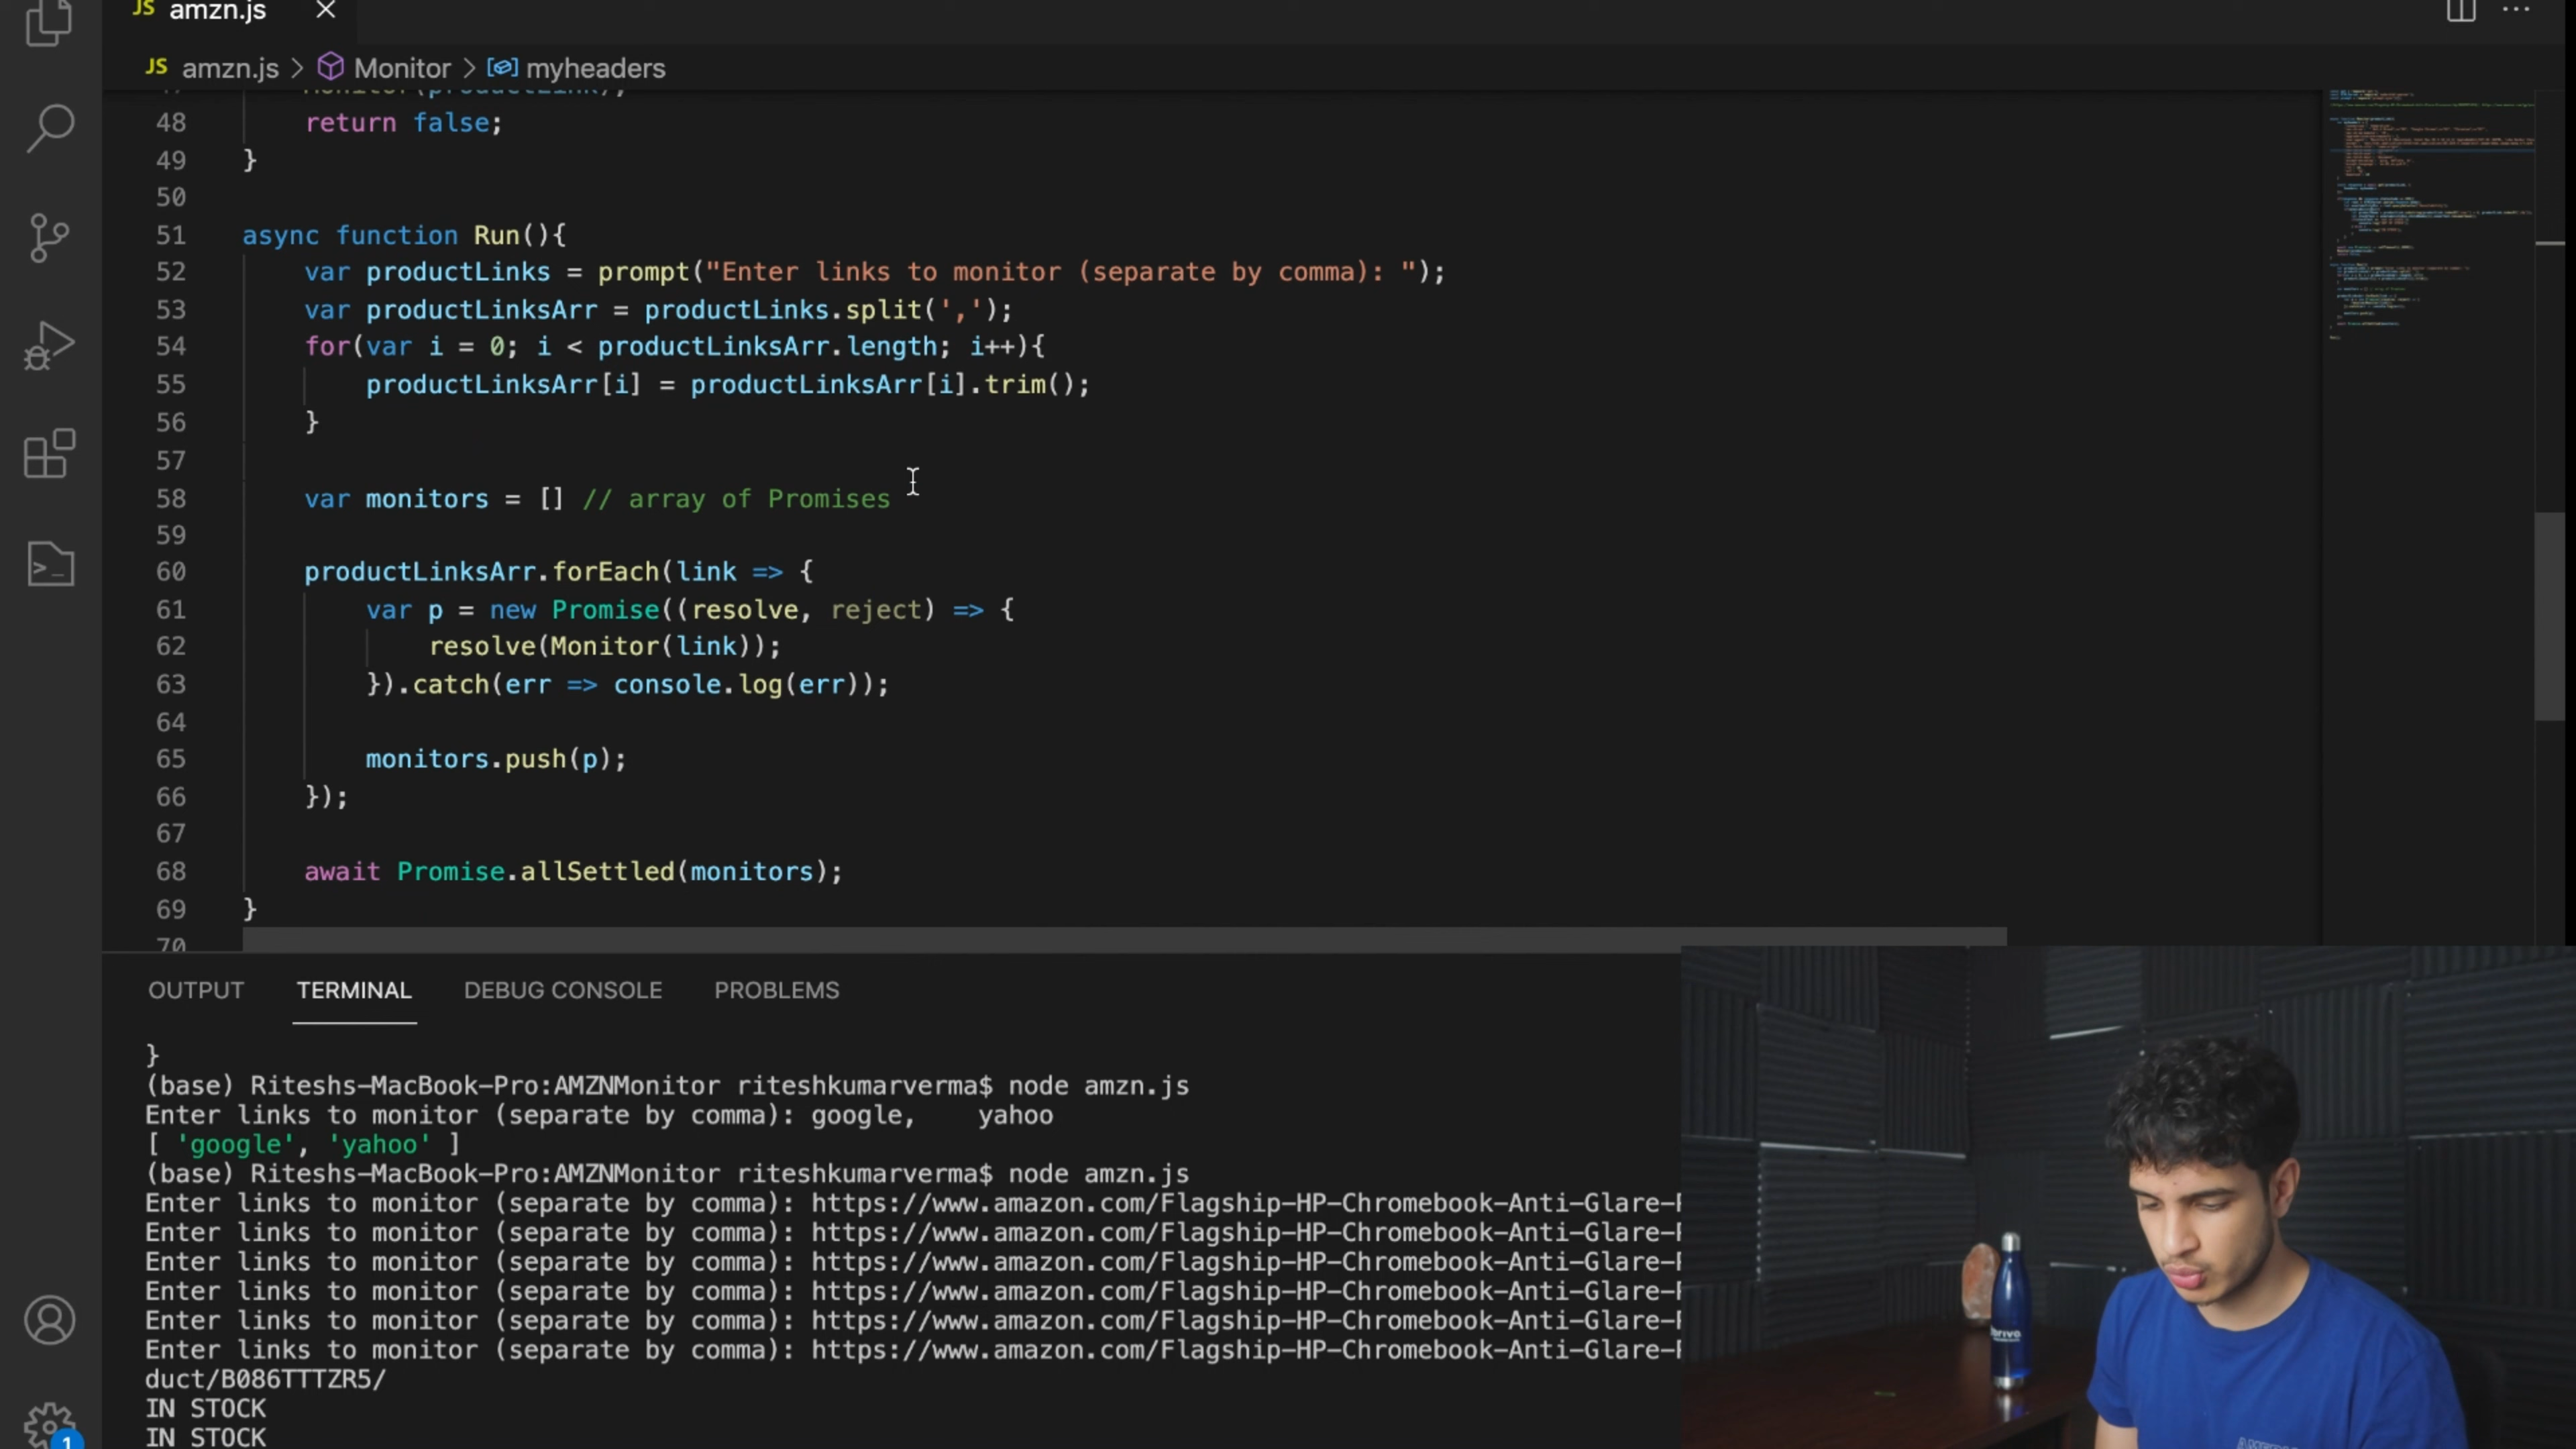 JS amzn.js
JS amzn.js > Monitor > myheaders
Monitor(productLink);
48 return false;
49 }
50
51 async function Run(){
52 var productLinks = prompt("Enter links to monitor (separate by comma): ");
53 var productLinksArr = productLinks.split(',');
54 for(var i = 0; i < productLinksArr.length; i++){
55 productLinksArr[i] = productLinksArr[i].trim();
56 }
57
58 var monitors = [] // array of Promises
59
60 productLinksArr.forEach(link => {
61 var p = new Promise((resolve, reject) => {
62 resolve(Monitor(link));
63 }).catch(err => console.log(err));
64
65 monitors.push(p);
66 });
67
68 await Promise.allSettled(monitors);
69 }
70
OUTPUT TERMINAL DEBUG CONSOLE PROBLEMS
}
(base) Riteshs-MacBook-Pro:AMZNMonitor riteshkumarverma$ node amzn.js
Enter links to monitor (separate by comma): google,    yahoo
[ 'google', 'yahoo' ]
(base) Riteshs-MacBook-Pro:AMZNMonitor riteshkumarverma$ node amzn.js
Enter links to monitor (separate by comma): https://www.amazon.com/Flagship-HP-Chromebook-Anti-Glare-
Enter links to monitor (separate by comma): https://www.amazon.com/Flagship-HP-Chromebook-Anti-Glare-
Enter links to monitor (separate by comma): https://www.amazon.com/Flagship-HP-Chromebook-Anti-Glare-
Enter links to monitor (separate by comma): https://www.amazon.com/Flagship-HP-Chromebook-Anti-Glare-
Enter links to monitor (separate by comma): https://www.amazon.com/Flagship-HP-Chromebook-Anti-Glare-
Enter links to monitor (separate by comma): https://www.amazon.com/Flagship-HP-Chromebook-Anti-Glare-
duct/B086TTTZR5/
IN STOCK
IN STOCK
1